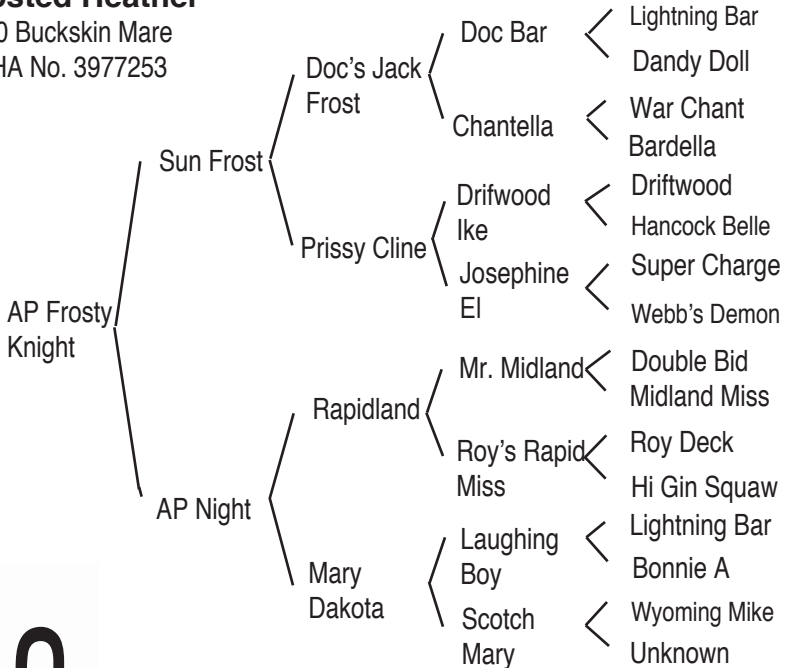 Heather
Buckskin Mare
No. 3977253
AP Frosty
Knight
Sun Frost
AP Night
Doc's Jack
Frost
Prissy Cline
Rapidland
Mary
Dakota
Doc Bar
Chantella
Drifwood
Ike
Josephine
El
Mr. Midland
Roy's Rapid
Miss
Laughing
Boy
Scotch
Mary
Lightning Bar
Dandy Doll
War Chant
Bardella
Driftwood
Hancock Belle
Super Charge
Webb's Demon
Double Bid
Midland Miss
Roy Deck
Hi Gin Squaw
Lightning Bar
Bonnie A
Wyoming Mike
Unknown